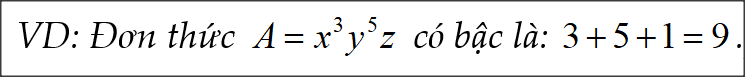 VD: Đơn thức A = x³y⁵z có bậc là: 3 + 5 + 1 = 9.